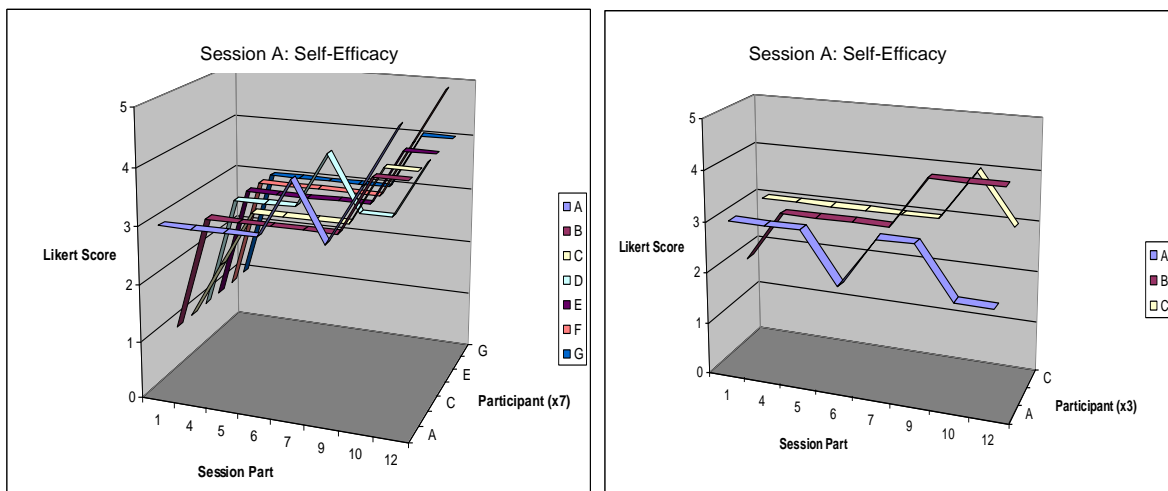 Session A: Self-Efficacy
5
4
3
2
1
0
Likert Score
1
4
5
6
7
9
10
12
Session Part
A
C
E
G
Participant (x7)
A
B
C
D
E
F
G
Session A: Self-Efficacy
5
4
3
2
1
0
Likert Score
1
4
5
6
7
9
10
12
Session Part
A
C
Participant (x3)
A
B
C